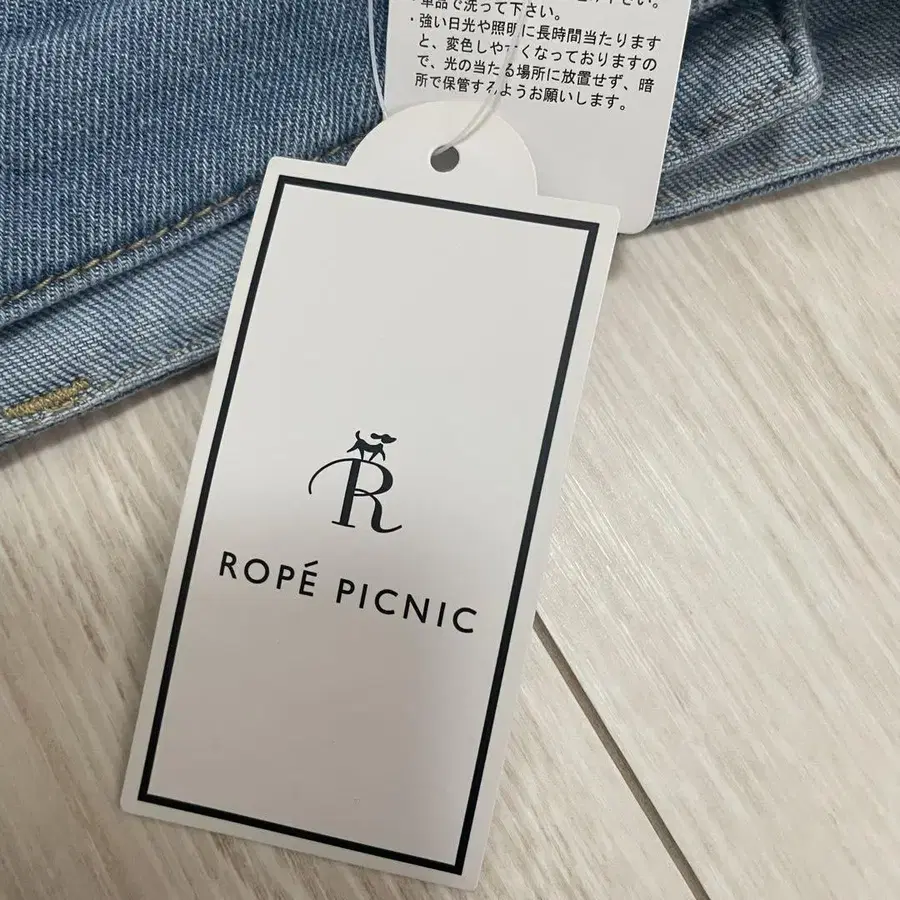 単品で洗って下さい。
・強い日光や照明に長時間当たります
と、変色しやすくなっておりますの
で、光の当たる場所に放置せず、暗
所で保管するようお願いします。
R
ROPÉ PICNIC